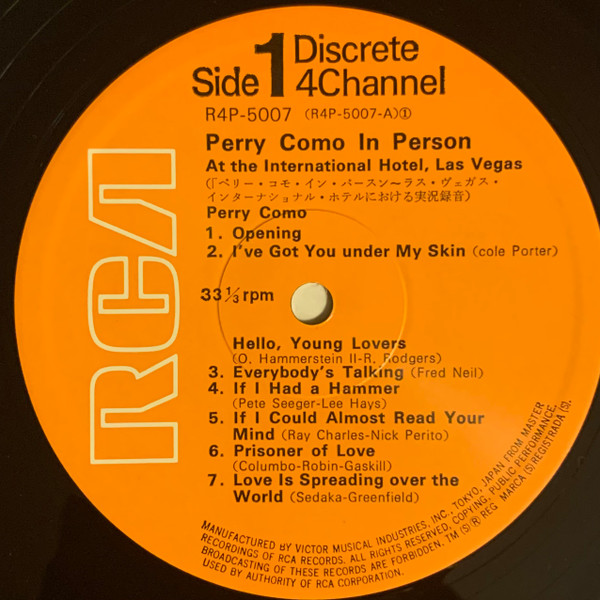 Side 1 Discrete
4Channel
R4P-5007 (R4P-5007-A)①
Perry Como In Person
At the International Hotel, Las Vegas
(「ペリー・コモ・イン・パースン〜ラス・ヴェガス・
インターナショナル・ホテルにおける実況録音)
Perry Como
1. Opening
2. I've Got You under My Skin (cole Porter)
33 1/3 rpm
Hello, Young Lovers
(O. Hammerstein II-R. Rodgers)
3. Everybody's Talking (Fred Neil)
4. If I Had a Hammer
(Pete Seeger-Lee Hays)
5. If I Could Almost Read Your
Mind (Ray Charles-Nick Perito)
6. Prisoner of Love
(Columbo-Robin-Gaskill)
7. Love Is Spreading over the
World (Sedaka-Greenfield)
RCA
MANUFACTURED BY VICTOR MUSICAL INDUSTRIES, INC., TOKYO, JAPAN FROM MASTER
RECORDINGS OF RCA RECORDS. ALL RIGHTS RESERVED, COPYING, PUBLIC PERFORMANCE,
BROADCASTING OF THESE RECORDS ARE FORBIDDEN. TM(S)® REG MARCA(S) REGISTRADA(S).
USED BY AUTHORITY OF RCA CORPORATION.